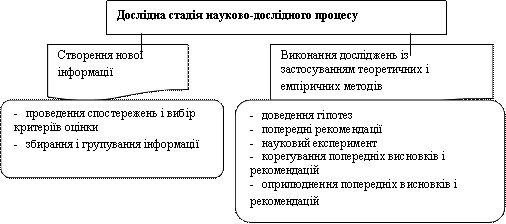 Дослідна стадія науково-дослідного процесу
Створення нової
інформації
Виконання досліджень із
застосуванням теоретичних і
емпіричних методів
- проведення спостережень і вибір
критеріїв оцінки
- збирання і групування інформації
- доведення гіпотез
- попередні рекомендації
- науковий експеримент
- корегування попередніх висновків і
рекомендацій
- оприлюднення попередніх висновків і
рекомендацій